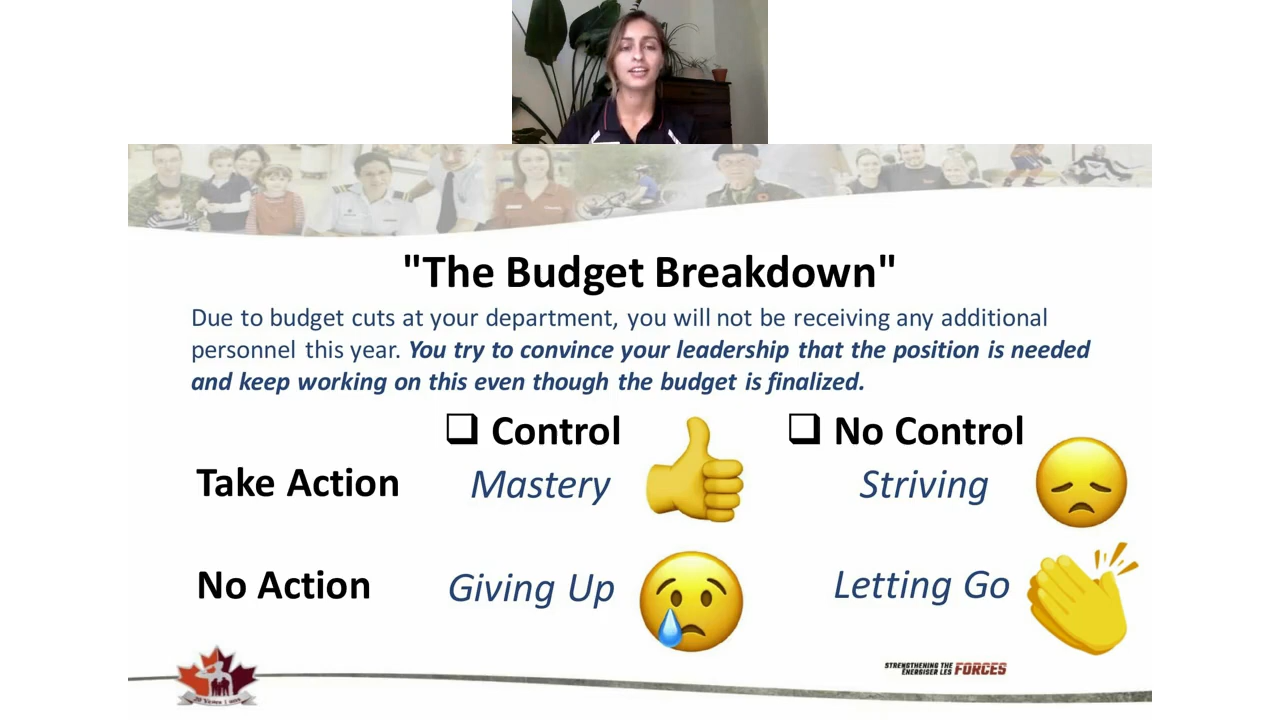 "The Budget Breakdown"
Due to budget cuts at your department, you will not be receiving any additional
personnel this year. You try to convince your leadership that the position is needed
and keep working on this even though the budget is finalized.
Control No Control
Take Action Mastery Striving
No Action Giving Up Letting Go
STRENGTHENING THE
ÉNERGISER LES FORCES